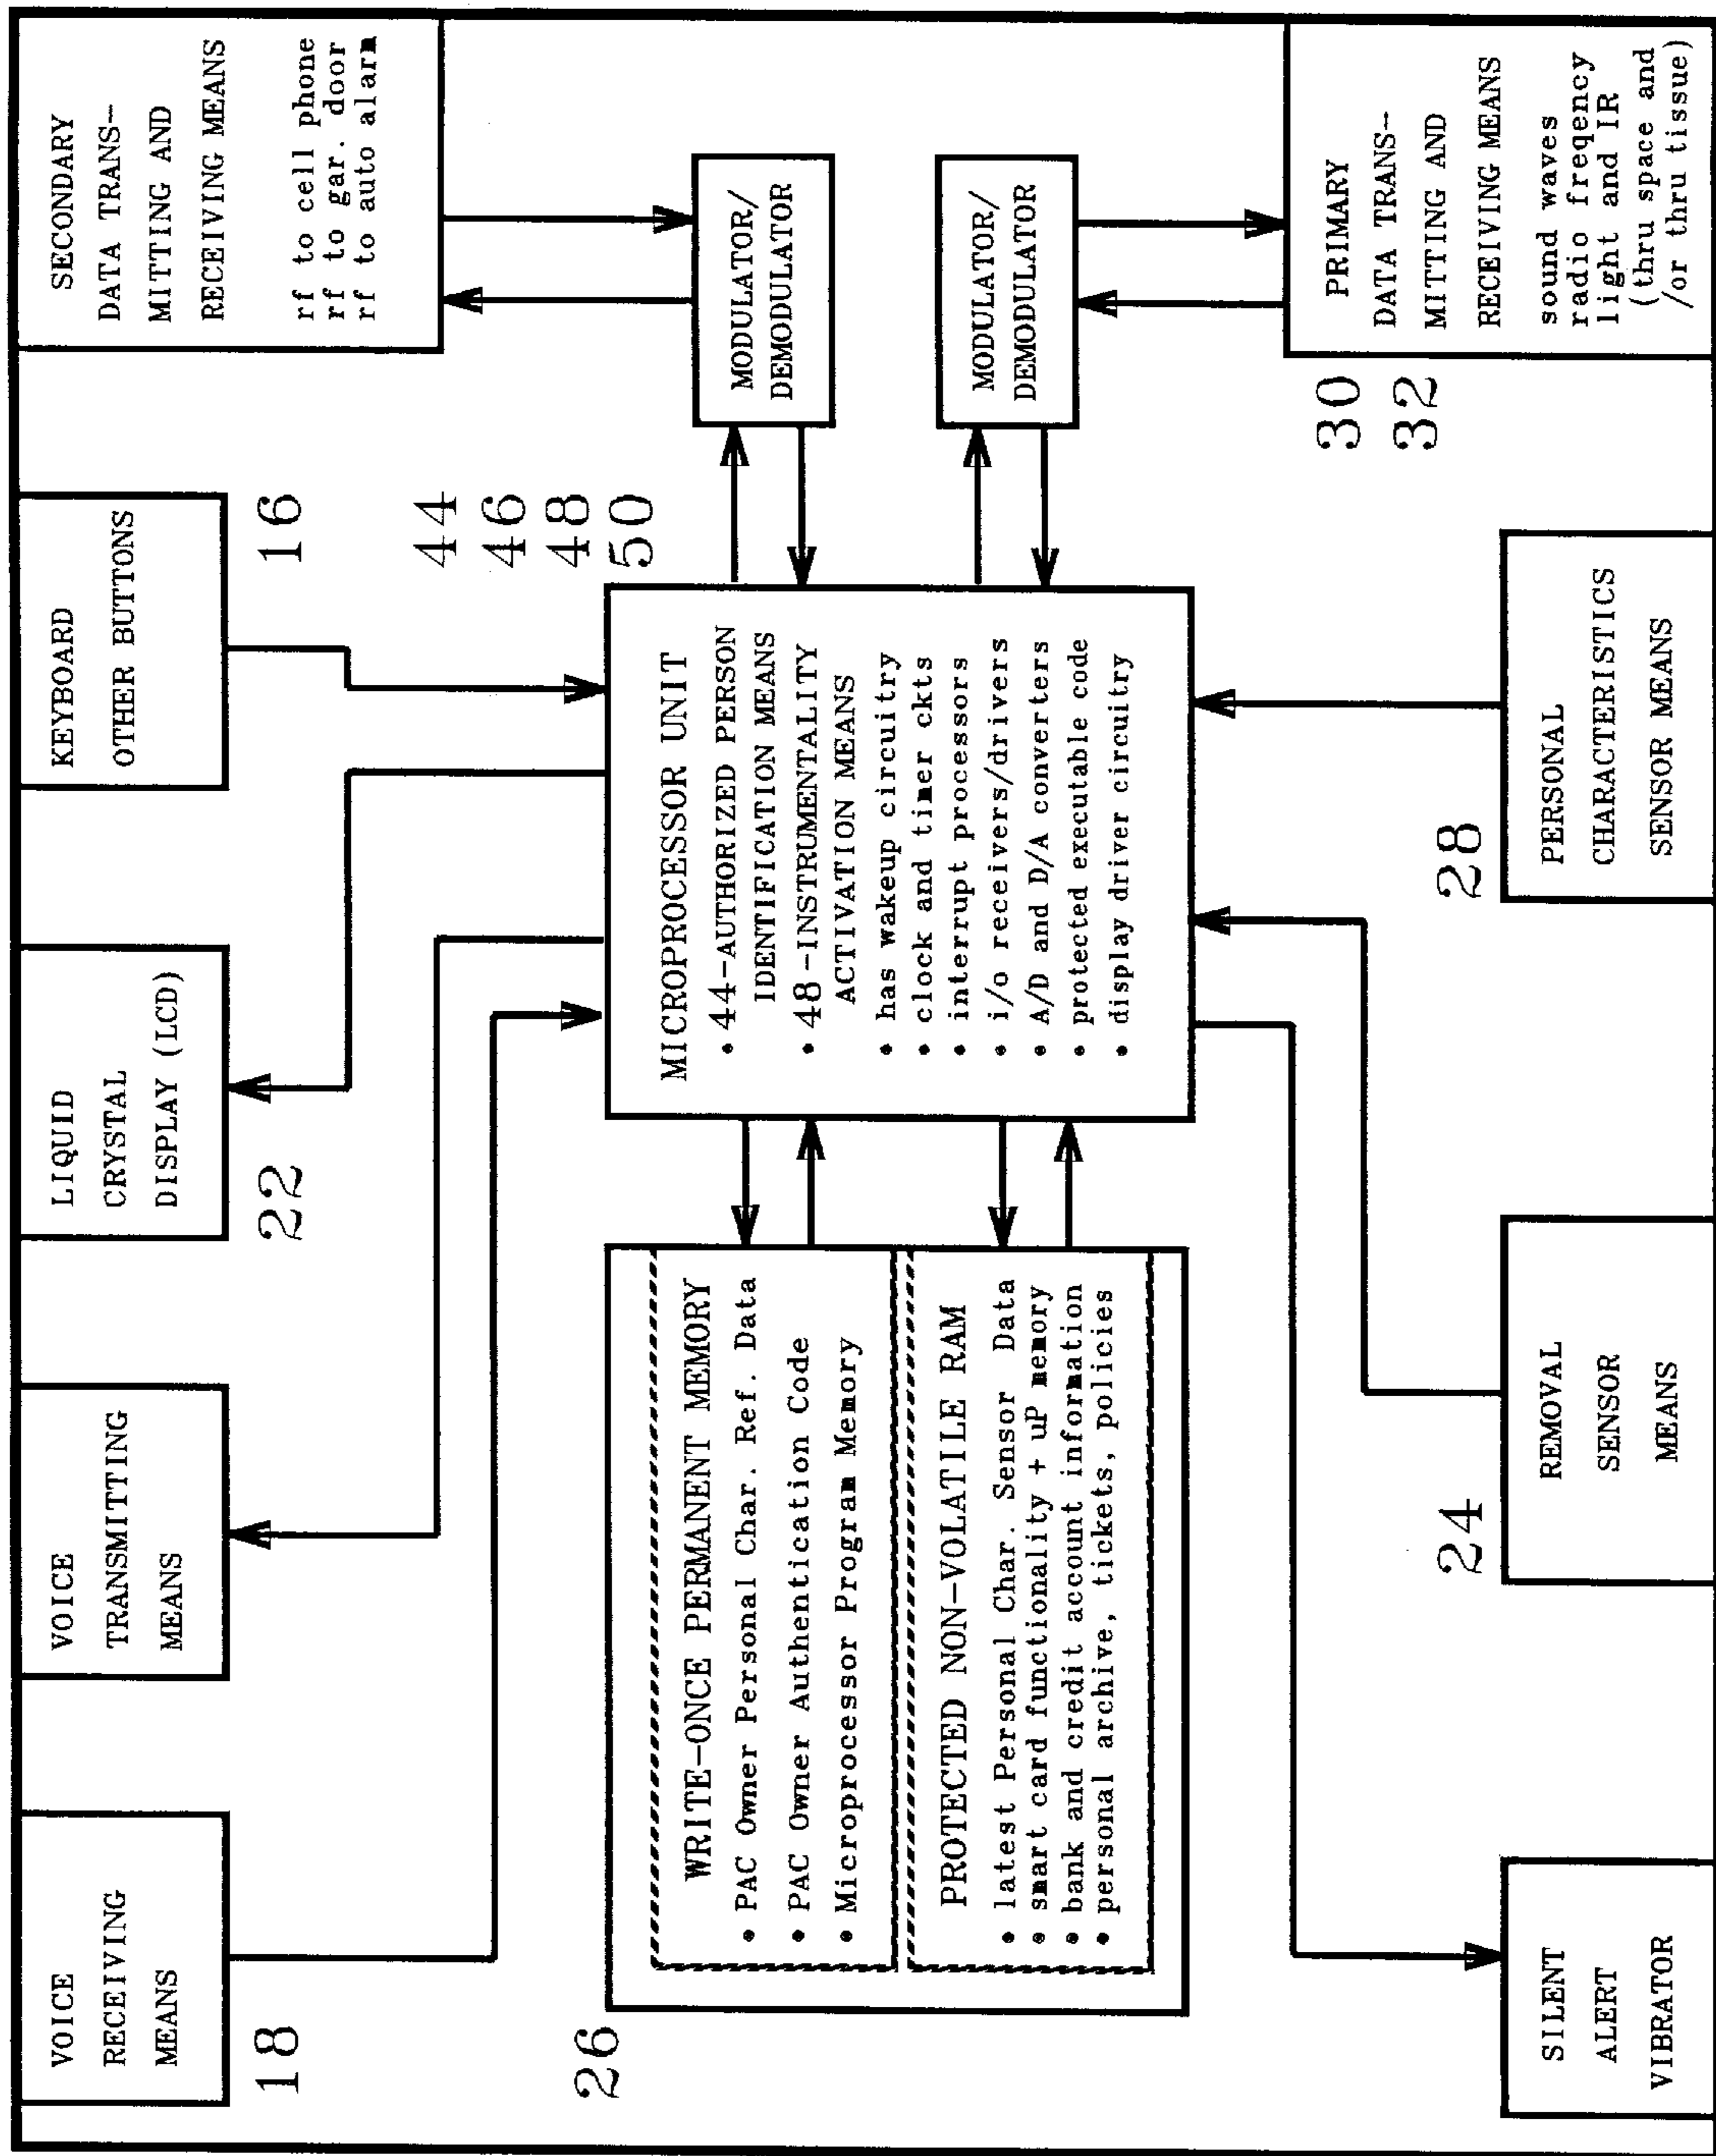 VOICE
RECEIVING
MEANS
18
VOICE
TRANSMITTING
MEANS
LIQUID
CRYSTAL
DISPLAY (LCD)
22
KEYBOARD
OTHER BUTTONS
16
SECONDARY
DATA TRANS-
MITTING AND
RECEIVING MEANS
rf to cell phone
rf to gar. door
rf to auto alarm
44
46
48
50
26
WRITE-ONCE PERMANENT MEMORY
• PAC Owner Personal Char. Ref. Data
• PAC Owner Authentication Code
• Microprocessor Program Memory
PROTECTED NON-VOLATILE RAM
• latest Personal Char. Sensor Data
• smart card functionality + uP memory
• bank and credit account information
• personal archive, tickets, policies
MICROPROCESSOR UNIT
• 44-AUTHORIZED PERSON
IDENTIFICATION MEANS
• 48-INSTRUMENTALITY
ACTIVATION MEANS
• has wakeup circuitry
• clock and timer ckts
• interrupt processors
• i/o receivers/drivers
• A/D and D/A converters
• protected executable code
• display driver circuitry
MODULATOR/
DEMODULATOR
MODULATOR/
DEMODULATOR
SILENT
ALERT
VIBRATOR
24
REMOVAL
SENSOR
MEANS
28
PERSONAL
CHARACTERISTICS
SENSOR MEANS
30
32
PRIMARY
DATA TRANS-
MITTING AND
RECEIVING MEANS
sound waves
radio freqency
light and IR
(thru space and
/or thru tissue)